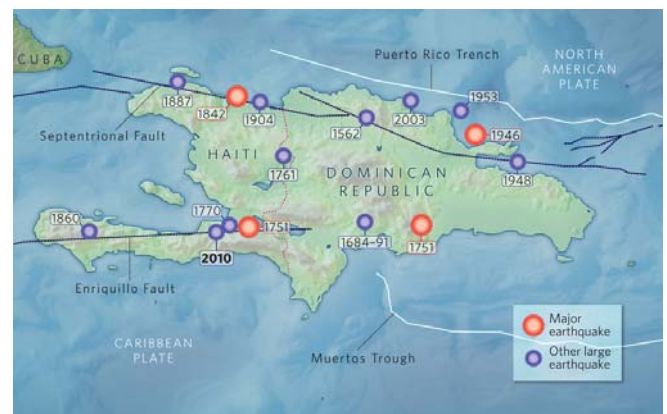 CUBA
Puerto Rico Trench
NORTH
AMERICAN
PLATE
1887
1842
1904
1953
2003
1562
1946
Septentrional Fault
HAITI
1761
DOMINICAN
REPUBLIC
1948
1860
1770
1751
2010
1684–91
1751
Enriquillo Fault
CARIBBEAN
PLATE
Muertos Trough
Major
earthquake
Other large
earthquake